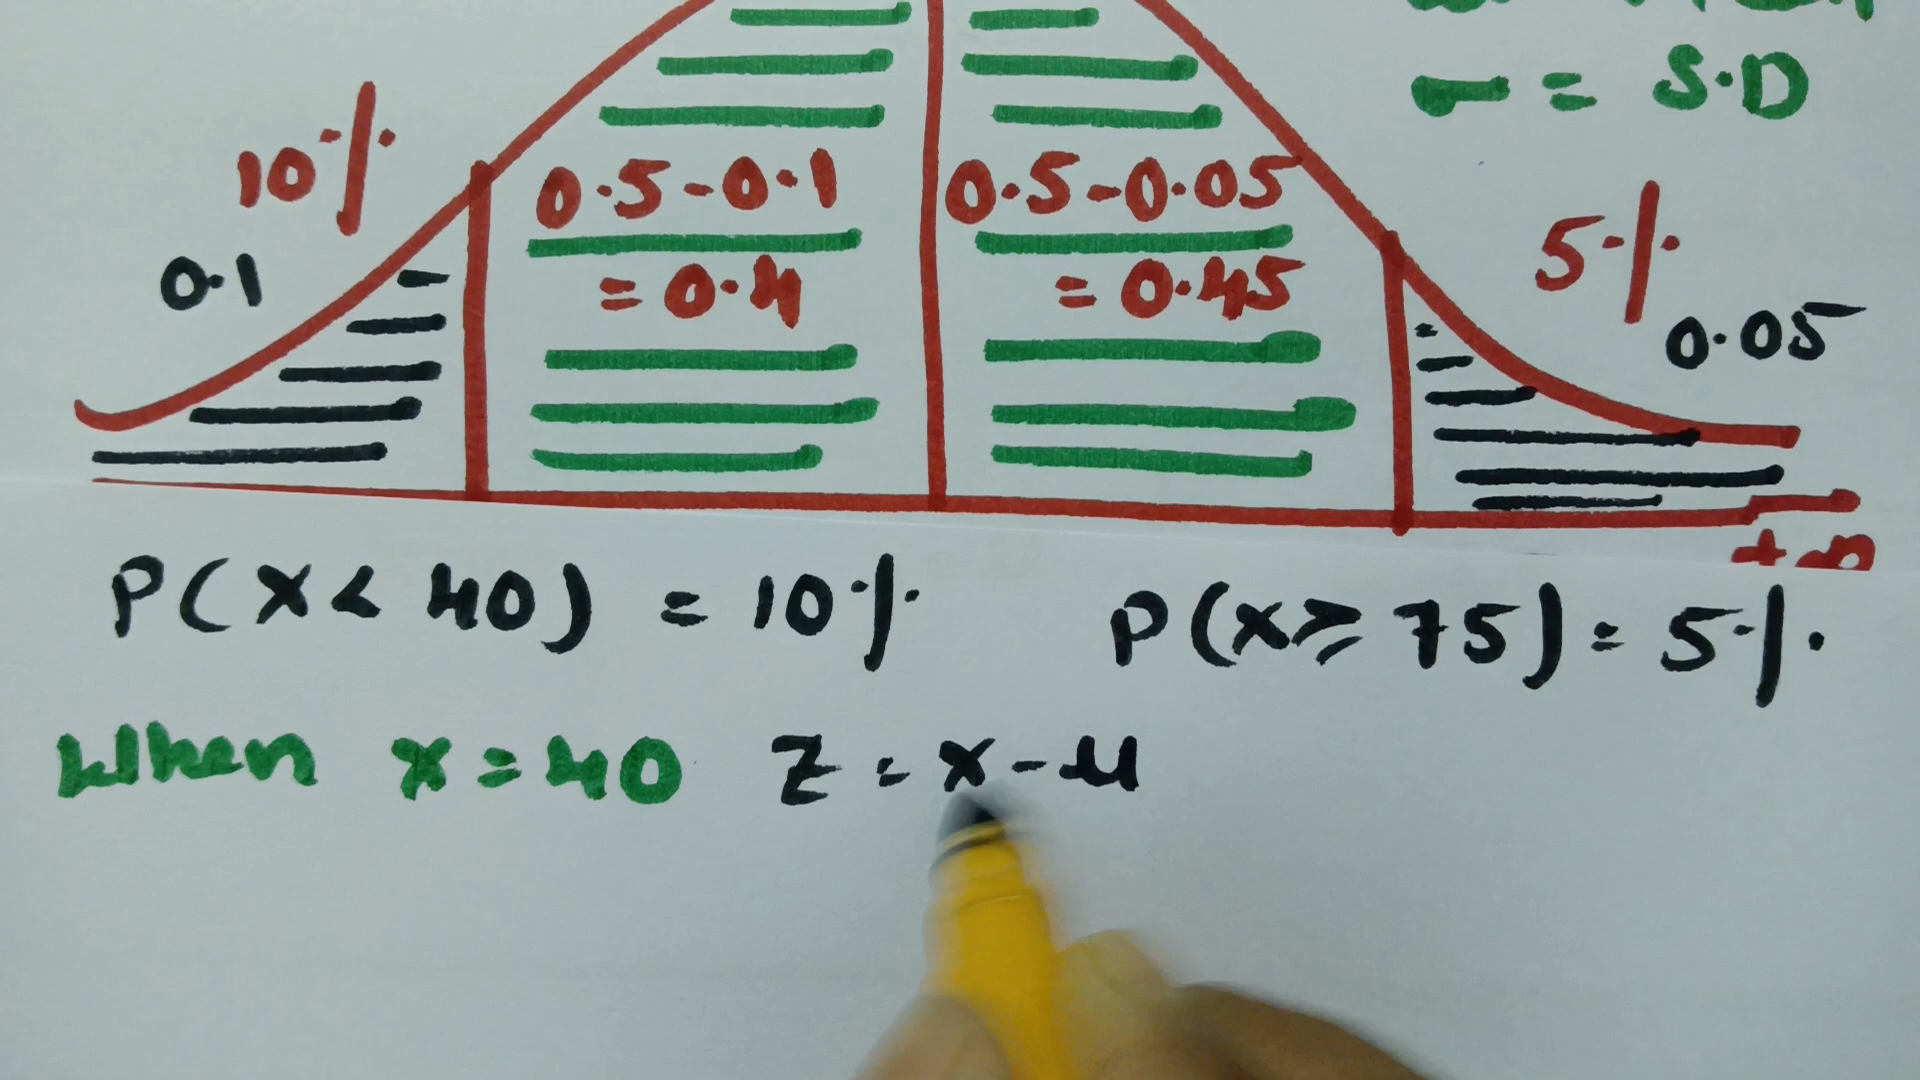 σ = S.D
10%
0.5-0.1 0.5-0.05
5%
0.1
= 0.4 = 0.45
0.05
+∞
P(x< 40) = 10% P(x≥ 75) = 5%
When x = 40 Z = x-μ